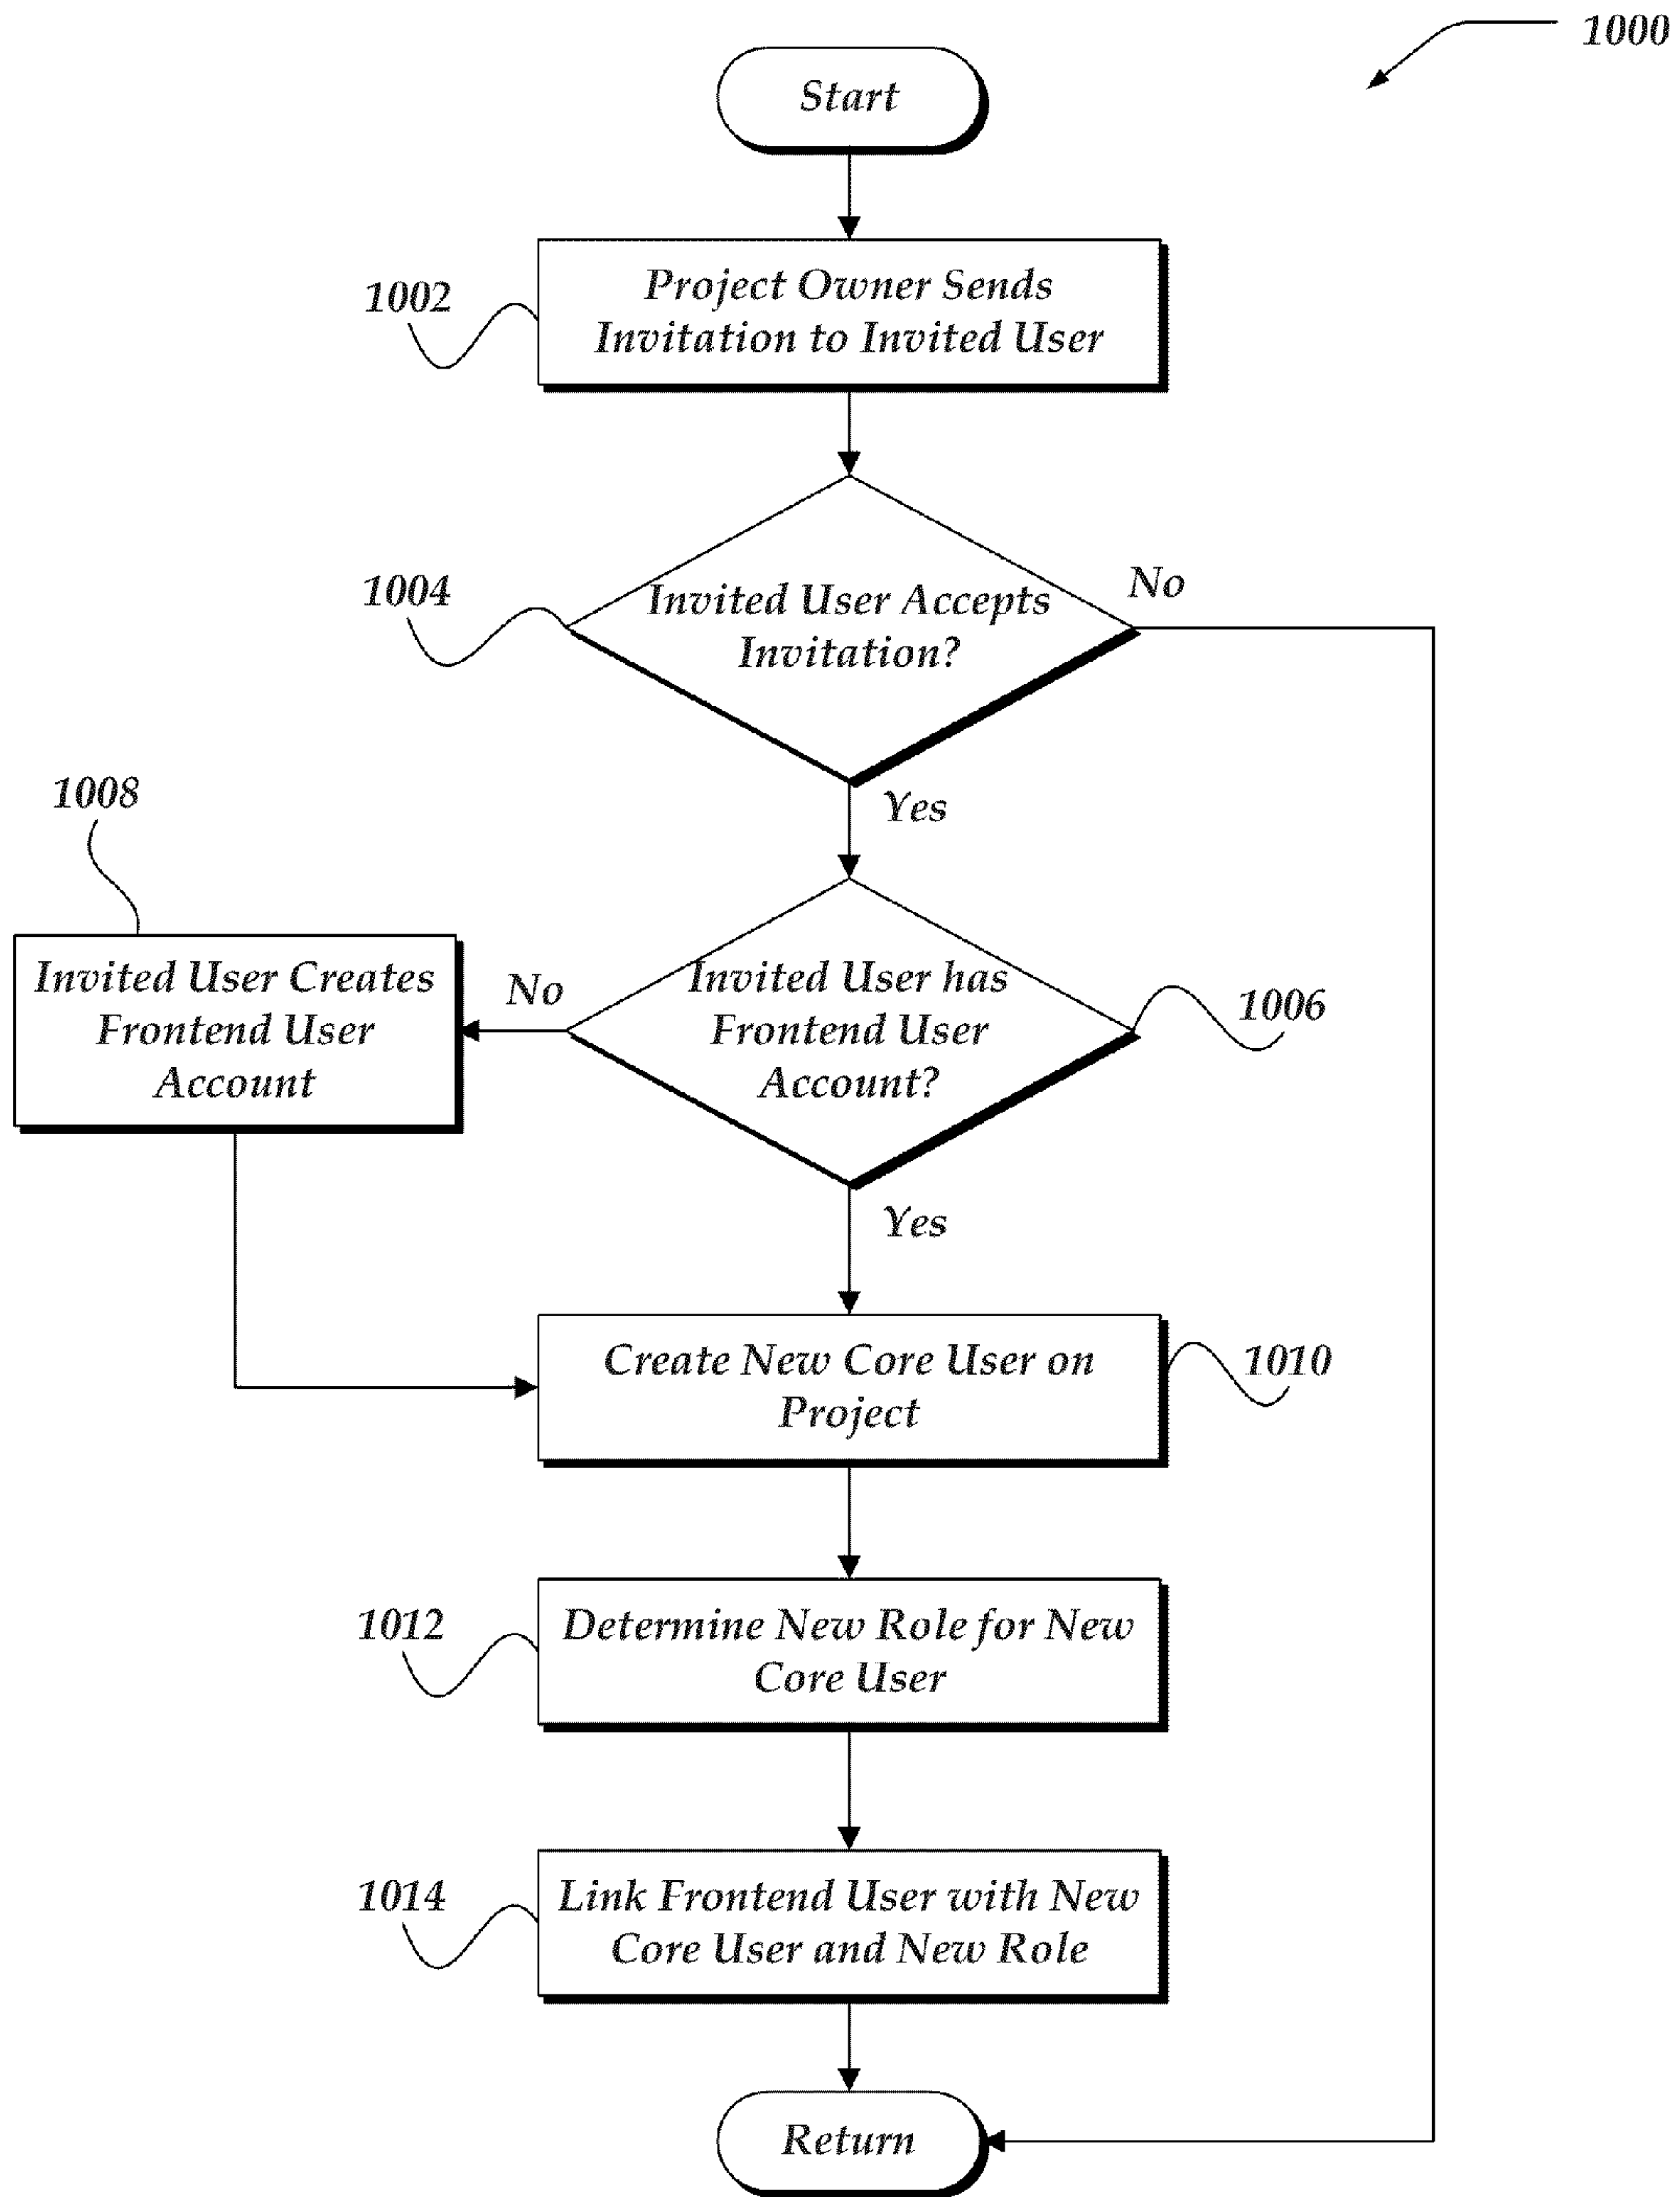 1000
Start
1002
Project Owner Sends
Invitation to Invited User
1004
Invited User Accepts
Invitation?
No
Yes
1008
Invited User Creates
Frontend User
Account
No
Invited User has
Frontend User
Account?
1006
Yes
Create New Core User on
Project
1010
1012
Determine New Role for New
Core User
1014
Link Frontend User with New
Core User and New Role
Return